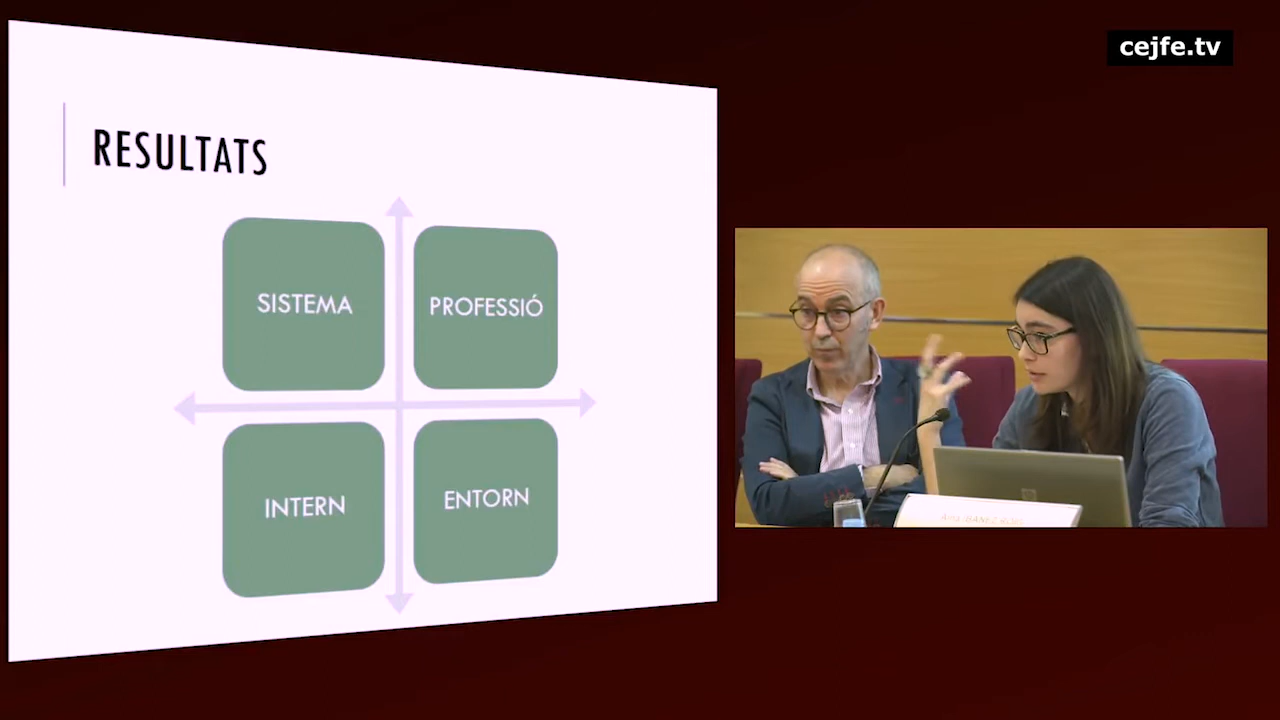 cejfe.tv
RESULTATS
SISTEMA
PROFESSIÓ
INTERN
ENTORN